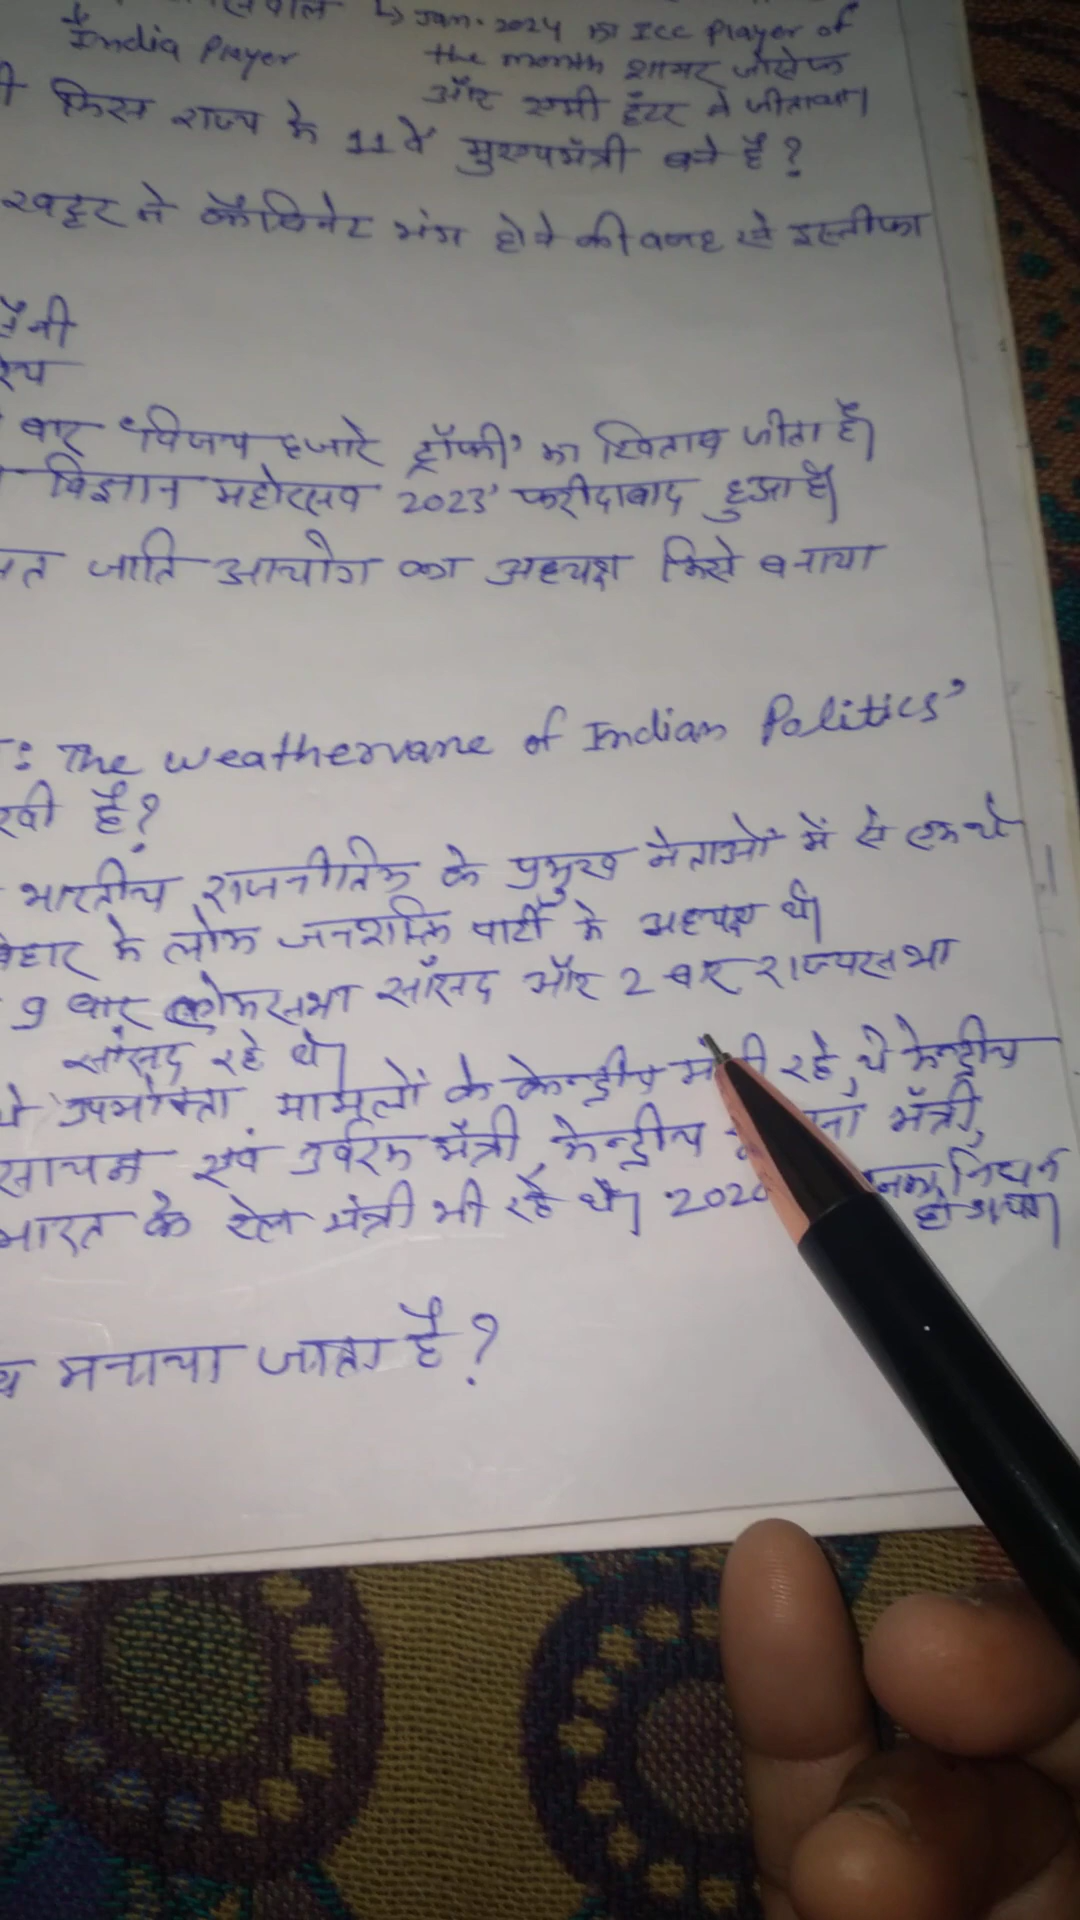 Jan. 2024 का ICC Player of
India Player the month शामर जोसेफ
और एमी हंटर ने जीता था।
किस राज्य के 11वें मुख्यमंत्री बने है?
खट्टर ने कैबिनेट भंग होने की वजह से इस्तीफा
सैनी
बार "विजय हजारे ट्रॉफी' का खिताब जीता है।
विज्ञान महोत्सव 2023' फरीदाबाद हुआ है।
जाति आयोग का अध्यक्ष किसे बनाया
: The Weathervane of Indian Politics'
है?
भारतीय राजनीतिक के प्रमुख नेताओं में से एक थे
बिहार के लोक जनशक्ति पार्टी के अध्यक्ष थे।
9 बार लोकसभा सांसद और 2 बार राज्यसभा
सांसद रहे थे।
उपभोक्ता मामलों के केन्द्रीय रहे थे, केन्द्रीय
रसायन एवं उर्वरक मंत्री, केन्द्रीय मंत्री,
भारत के रेल मंत्री भी रहे थे। निधन
हो गया।
मनाया जाता है?